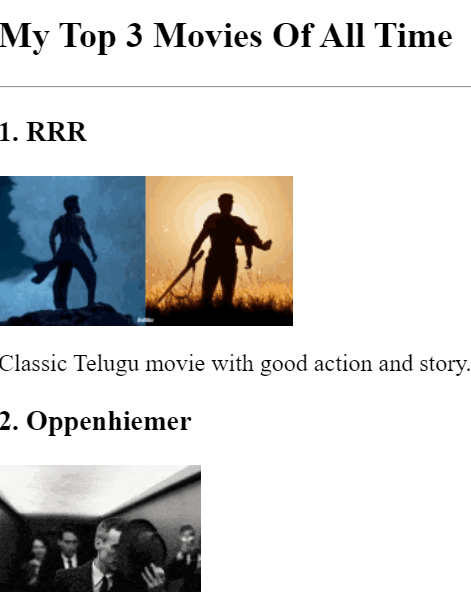 My Top 3 Movies Of All Time
1. RRR
Classic Telugu movie with good action and story.
2. Oppenhiemer